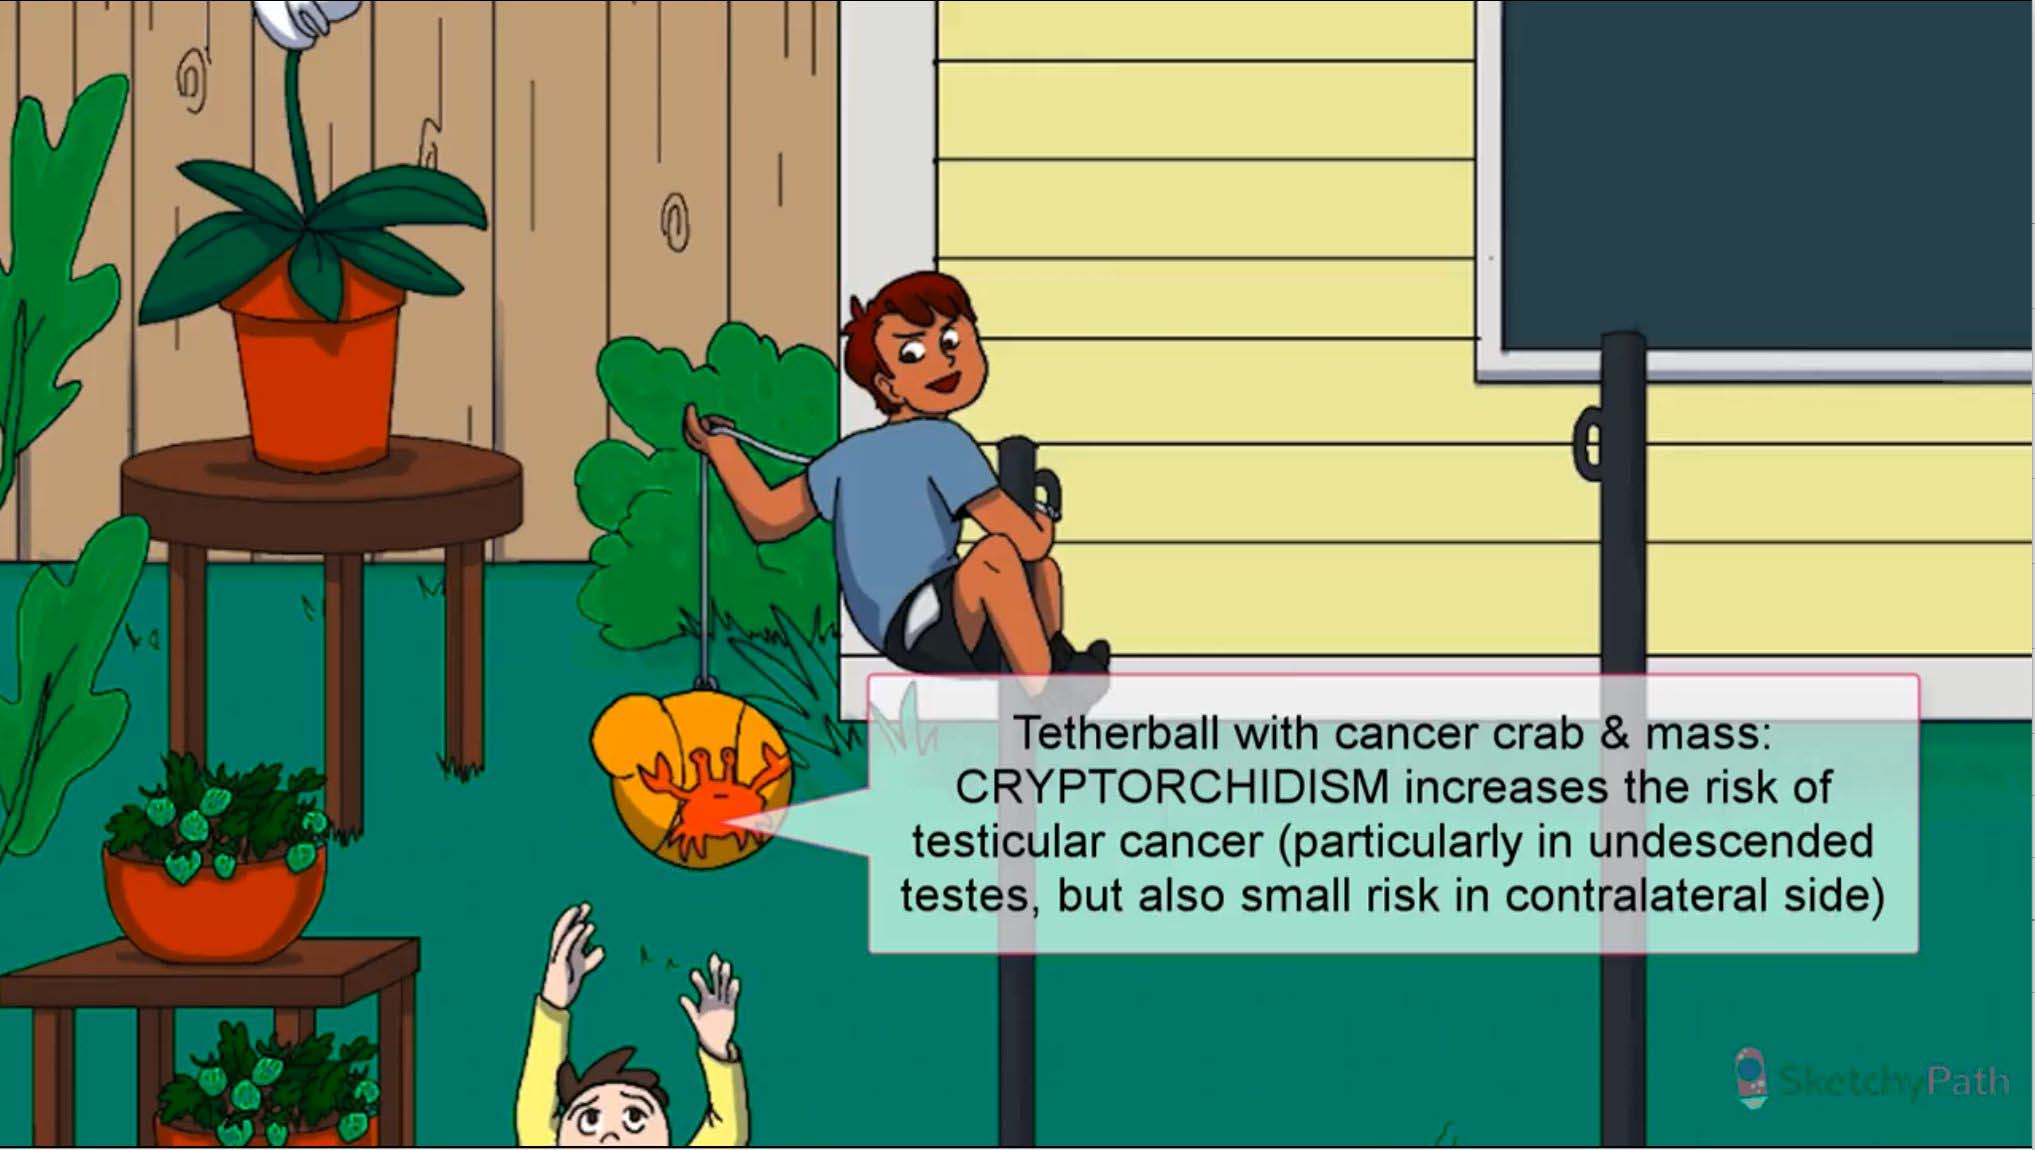 Tetherball with cancer crab & mass:
CRYPTORCHIDISM increases the risk of
testicular cancer (particularly in undescended
testes, but also small risk in contralateral side)
SketchyPath